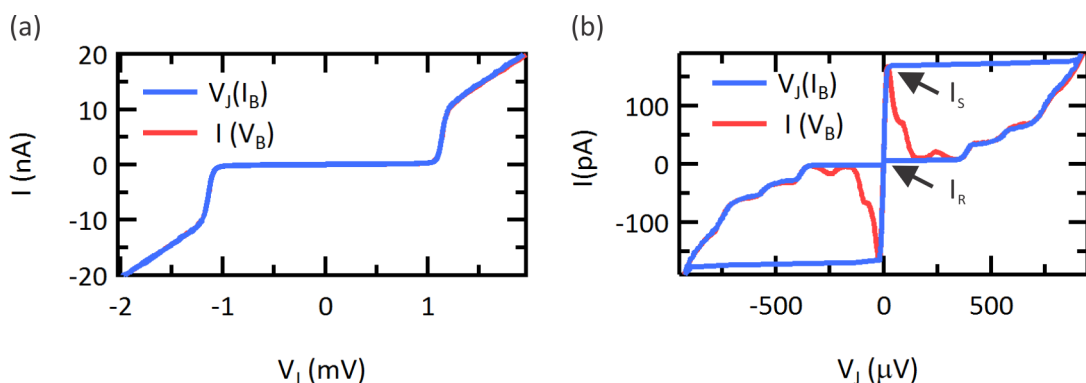 (a)
20
10
0
-10
-20
I (nA)
V_J(I_B)
I (V_B)
-2
-1
0
1
V_J (mV)
(b)
100
0
-100
I(pA)
V_J(I_B)
I (V_B)
I_S
I_R
-500
0
500
V_J (μV)